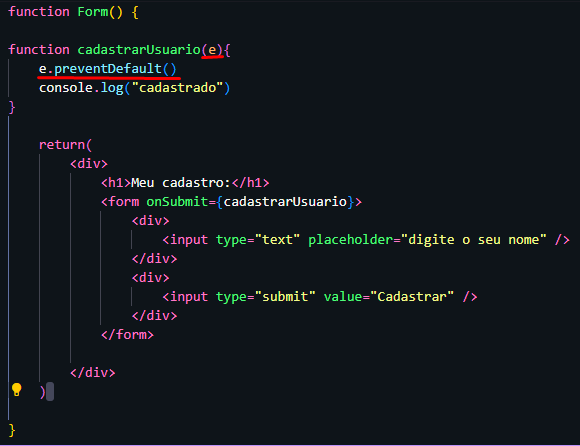 function Form() {
function cadastrarUsuario(e){
e.preventDefault()
console.log("cadastrado")
}
return(
<div>
<h1>Meu cadastro:</h1>
<form onSubmit={cadastrarUsuario}>
<div>
<input type="text" placeholder="digite o seu nome" />
</div>
<div>
<input type="submit" value="Cadastrar" />
</div>
</form>
</div>
)
}